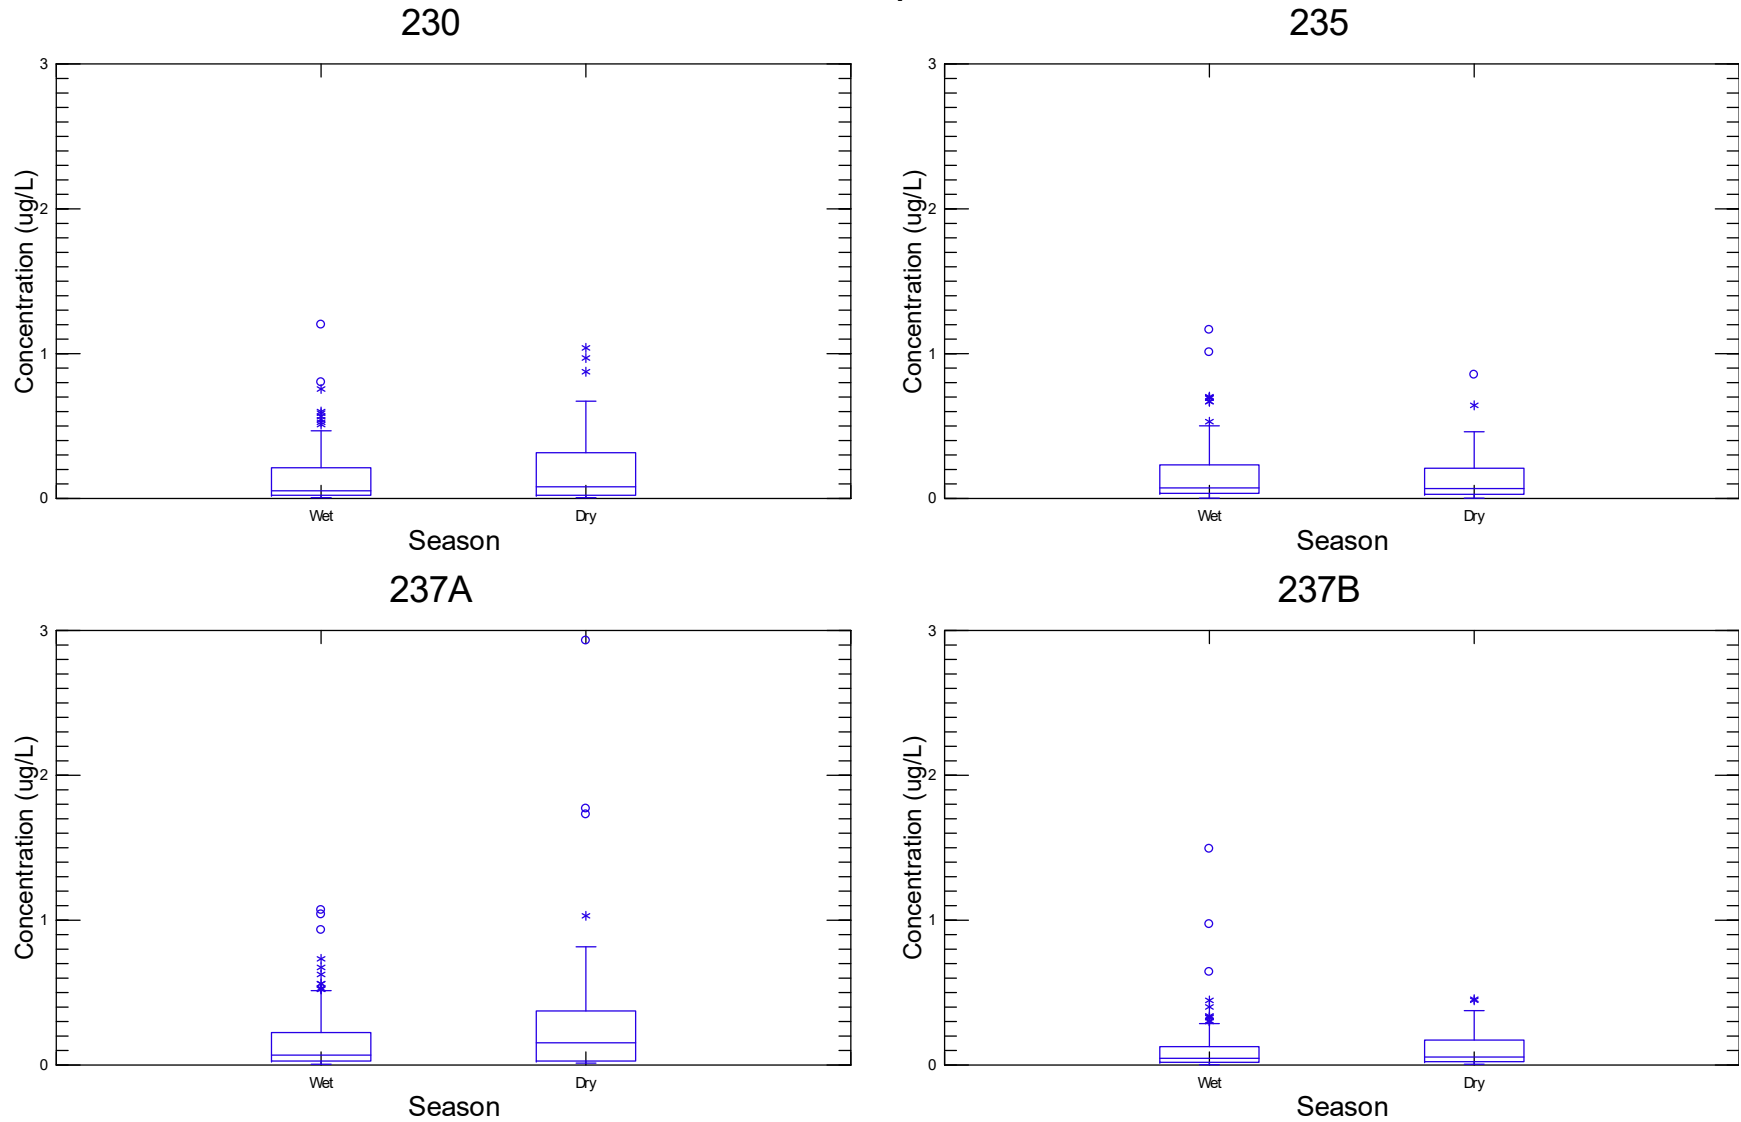 230
235
3
2
1
0
Concentration (ug/L)
Wet
Dry
Season
3
2
1
0
Concentration (ug/L)
Wet
Dry
Season
237A
237B
3
2
1
0
Concentration (ug/L)
Wet
Dry
Season
3
2
1
0
Concentration (ug/L)
Wet
Dry
Season